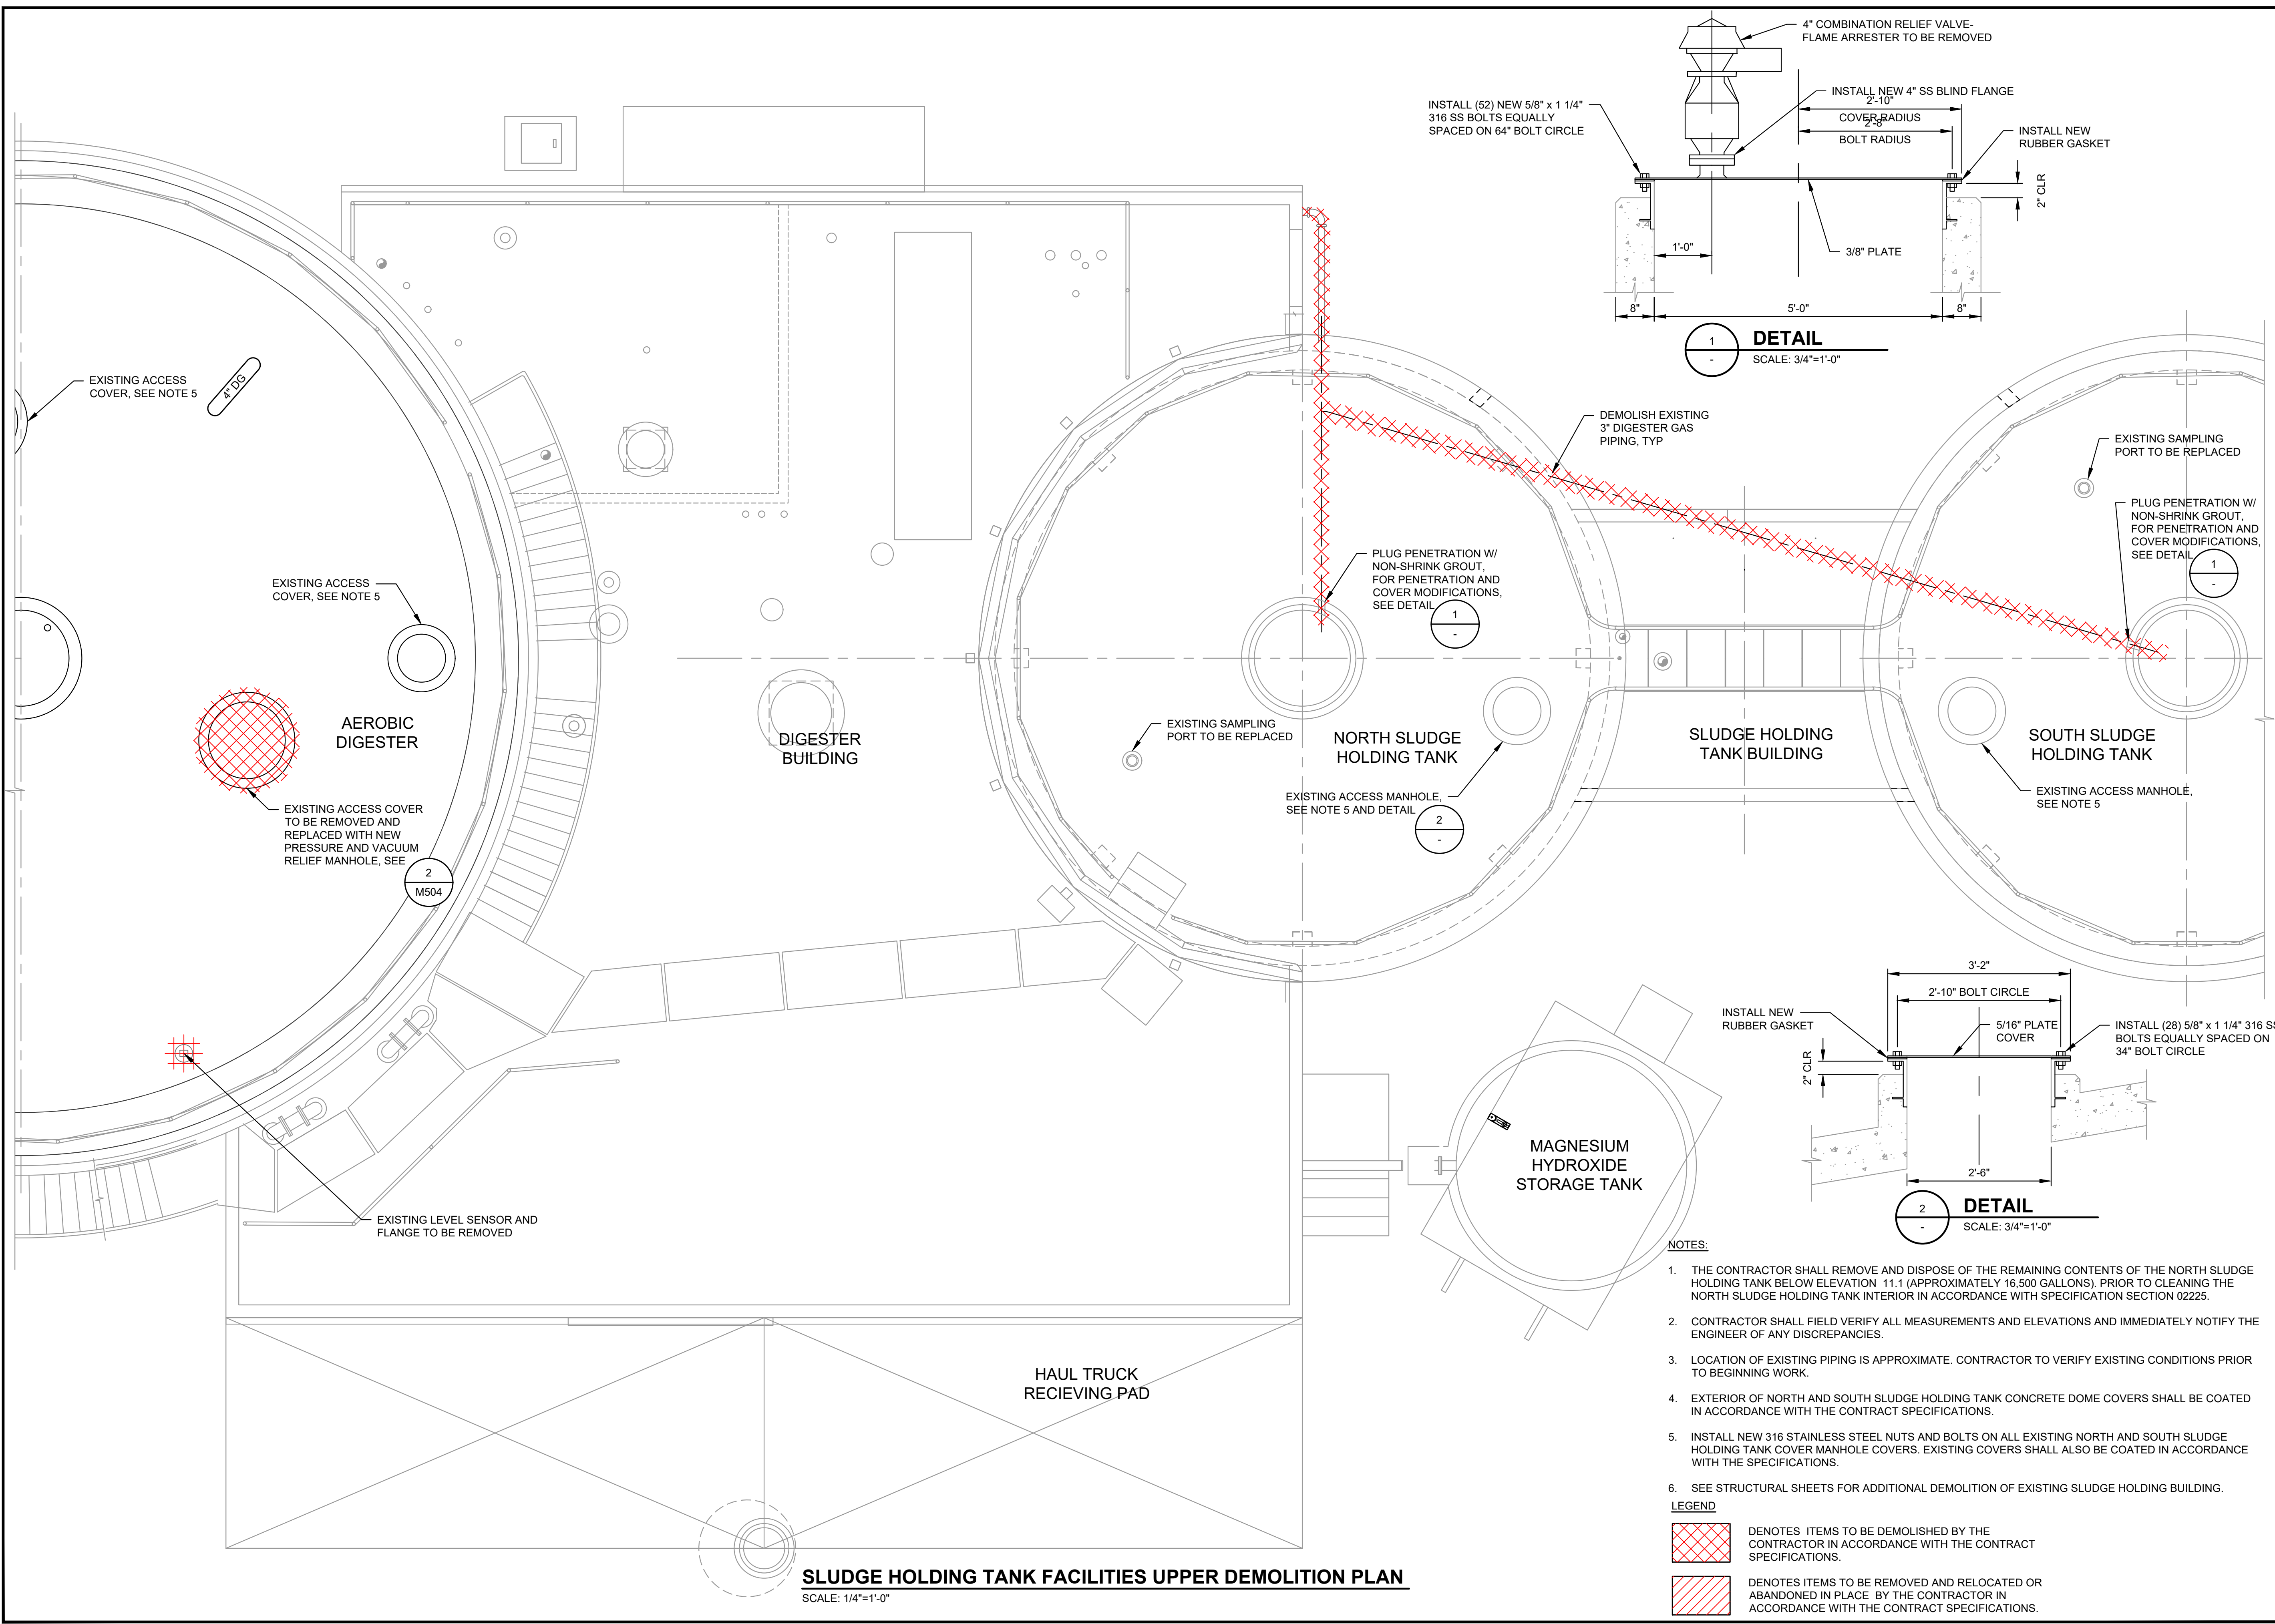 4" COMBINATION RELIEF VALVE-
FLAME ARRESTER TO BE REMOVED
INSTALL (52) NEW 5/8" x 1 1/4"
316 SS BOLTS EQUALLY
SPACED ON 64" BOLT CIRCLE
INSTALL NEW 4" SS BLIND FLANGE
2'-10"
COVER RADIUS
2'-8"
BOLT RADIUS
INSTALL NEW
RUBBER GASKET
2" CLR
1'-0"
3/8" PLATE
8"
5'-0"
8"
1
-
DETAIL
SCALE: 3/4"=1'-0"
EXISTING ACCESS
COVER, SEE NOTE 5
4" DG
DEMOLISH EXISTING
3" DIGESTER GAS
PIPING, TYP
EXISTING SAMPLING
PORT TO BE REPLACED
PLUG PENETRATION W/
NON-SHRINK GROUT,
FOR PENETRATION AND
COVER MODIFICATIONS,
SEE DETAIL
1
-
PLUG PENETRATION W/
NON-SHRINK GROUT,
FOR PENETRATION AND
COVER MODIFICATIONS,
SEE DETAIL
1
-
EXISTING ACCESS
COVER, SEE NOTE 5
AEROBIC
DIGESTER
DIGESTER
BUILDING
EXISTING SAMPLING
PORT TO BE REPLACED
NORTH SLUDGE
HOLDING TANK
SLUDGE HOLDING
TANK BUILDING
SOUTH SLUDGE
HOLDING TANK
EXISTING ACCESS MANHOLE,
SEE NOTE 5 AND DETAIL
2
-
EXISTING ACCESS MANHOLE,
SEE NOTE 5
EXISTING ACCESS COVER
TO BE REMOVED AND
REPLACED WITH NEW
PRESSURE AND VACUUM
RELIEF MANHOLE, SEE
2
M504
3'-2"
2'-10" BOLT CIRCLE
INSTALL NEW
RUBBER GASKET
5/16" PLATE
COVER
INSTALL (28) 5/8" x 1 1/4" 316 SS
BOLTS EQUALLY SPACED ON
34" BOLT CIRCLE
2" CLR
2'-6"
2
-
DETAIL
SCALE: 3/4"=1'-0"
MAGNESIUM
HYDROXIDE
STORAGE TANK
EXISTING LEVEL SENSOR AND
FLANGE TO BE REMOVED
HAUL TRUCK
RECIEVING PAD
NOTES:
1. THE CONTRACTOR SHALL REMOVE AND DISPOSE OF THE REMAINING CONTENTS OF THE NORTH SLUDGE
HOLDING TANK BELOW ELEVATION 11.1 (APPROXIMATELY 16,500 GALLONS). PRIOR TO CLEANING THE
NORTH SLUDGE HOLDING TANK INTERIOR IN ACCORDANCE WITH SPECIFICATION SECTION 02225.
2. CONTRACTOR SHALL FIELD VERIFY ALL MEASUREMENTS AND ELEVATIONS AND IMMEDIATELY NOTIFY THE
ENGINEER OF ANY DISCREPANCIES.
3. LOCATION OF EXISTING PIPING IS APPROXIMATE. CONTRACTOR TO VERIFY EXISTING CONDITIONS PRIOR
TO BEGINNING WORK.
4. EXTERIOR OF NORTH AND SOUTH SLUDGE HOLDING TANK CONCRETE DOME COVERS SHALL BE COATED
IN ACCORDANCE WITH THE CONTRACT SPECIFICATIONS.
5. INSTALL NEW 316 STAINLESS STEEL NUTS AND BOLTS ON ALL EXISTING NORTH AND SOUTH SLUDGE
HOLDING TANK COVER MANHOLE COVERS. EXISTING COVERS SHALL ALSO BE COATED IN ACCORDANCE
WITH THE SPECIFICATIONS.
6. SEE STRUCTURAL SHEETS FOR ADDITIONAL DEMOLITION OF EXISTING SLUDGE HOLDING BUILDING.
LEGEND
DENOTES ITEMS TO BE DEMOLISHED BY THE
CONTRACTOR IN ACCORDANCE WITH THE CONTRACT
SPECIFICATIONS.
DENOTES ITEMS TO BE REMOVED AND RELOCATED OR
ABANDONED IN PLACE BY THE CONTRACTOR IN
ACCORDANCE WITH THE CONTRACT SPECIFICATIONS.
SLUDGE HOLDING TANK FACILITIES UPPER DEMOLITION PLAN
SCALE: 1/4"=1'-0"